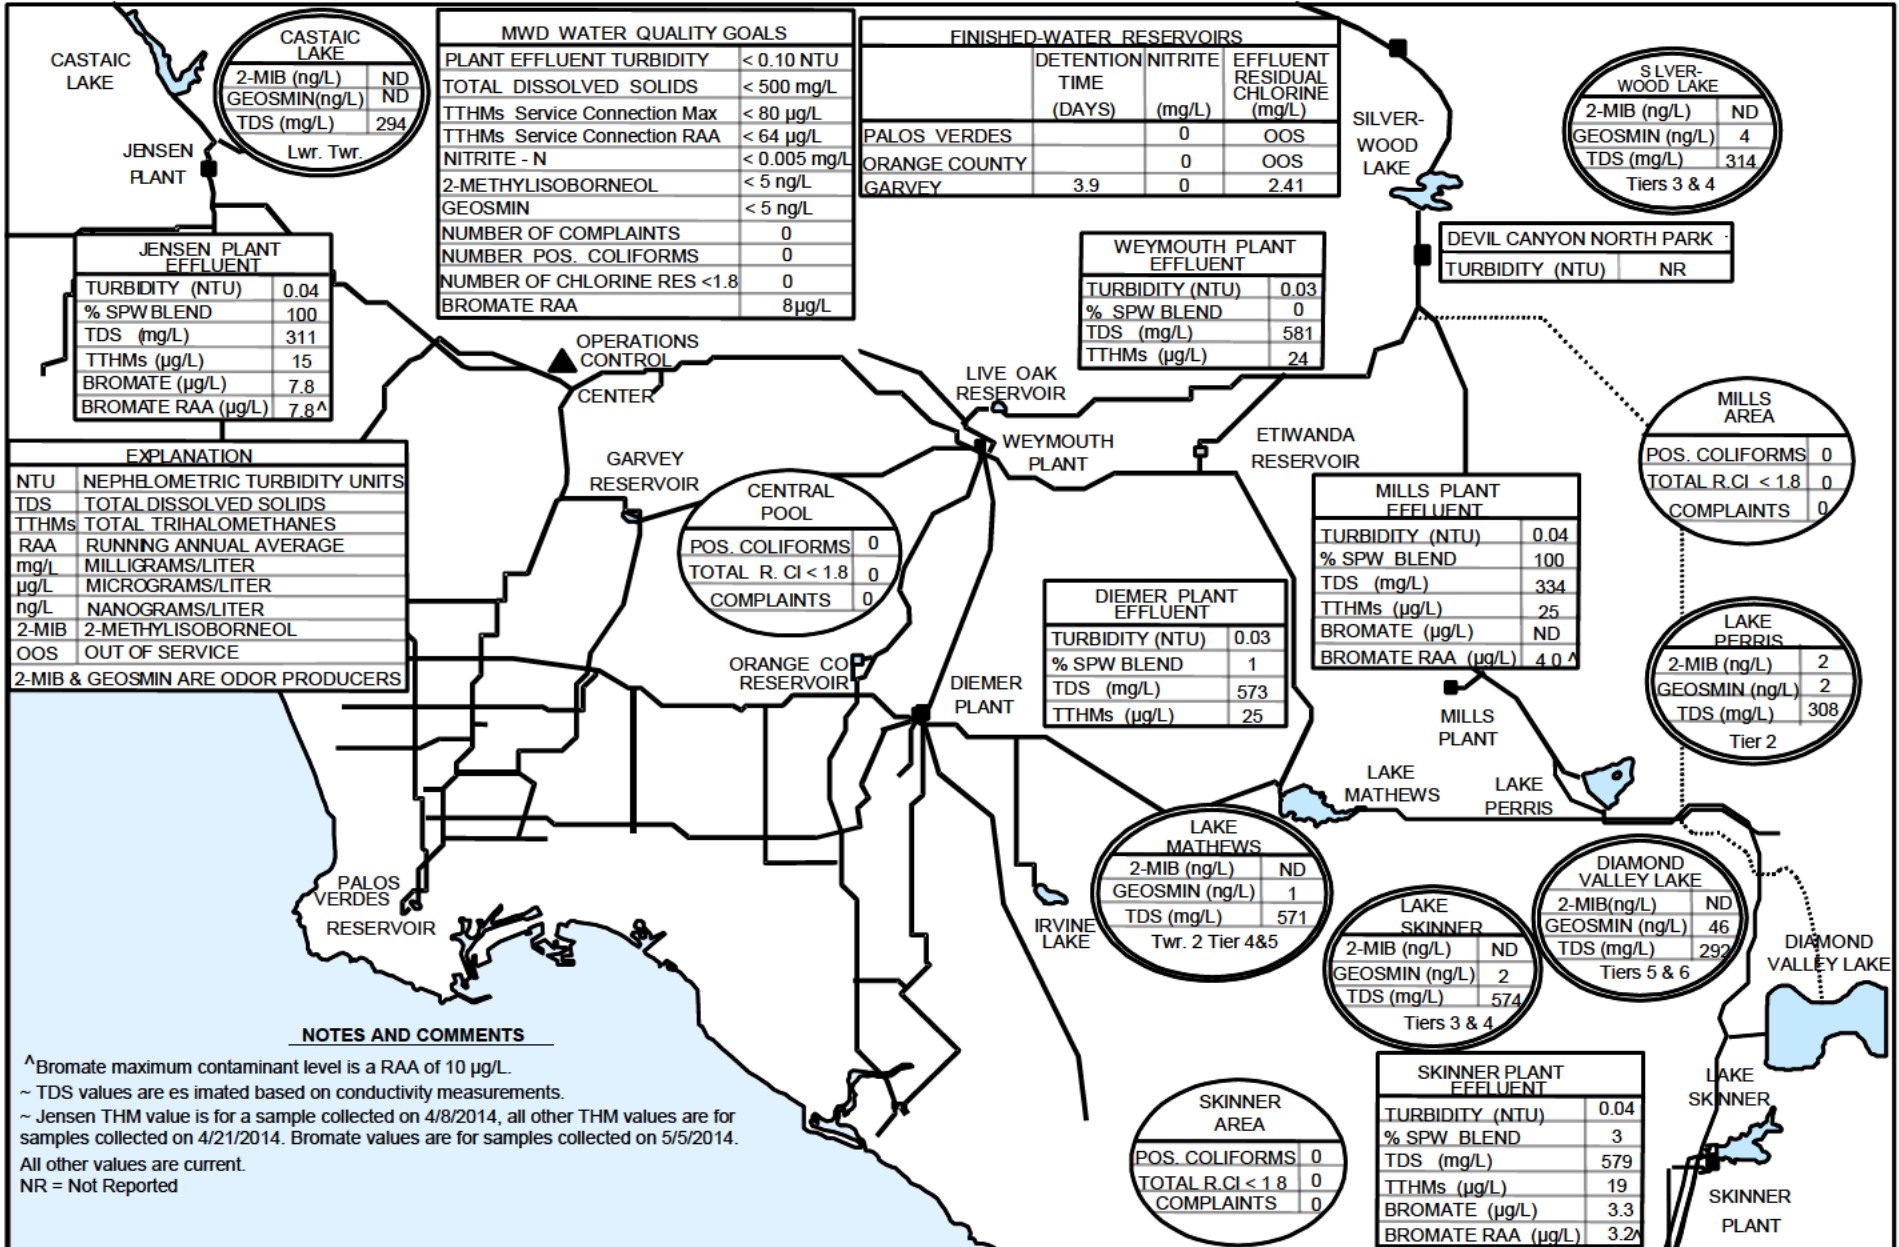 CASTAIC
LAKE
CASTAIC
LAKE
2-MIB (ng/L) ND
GEOSMIN(ng/L) ND
TDS (mg/L) 294
Lwr. Twr.
JENSEN
PLANT
MWD WATER QUALITY GOALS
PLANT EFFLUENT TURBIDITY < 0.10 NTU
TOTAL DISSOLVED SOLIDS < 500 mg/L
TTHMs Service Connection Max < 80 µg/L
TTHMs Service Connection RAA < 64 µg/L
NITRITE - N < 0.005 mg/L
2-METHYLISOBORNEOL < 5 ng/L
GEOSMIN < 5 ng/L
NUMBER OF COMPLAINTS 0
NUMBER POS. COLIFORMS 0
NUMBER OF CHLORINE RES <1.8 0
BROMATE RAA 8µg/L
FINISHED-WATER RESERVOIRS
DETENTION NITRITE EFFLUENT
TIME RESIDUAL
CHLORINE
(DAYS) (mg/L) (mg/L)
PALOS VERDES 0 OOS
ORANGE COUNTY 0 OOS
GARVEY 3.9 0 2.41
SILVER-
WOOD
LAKE
S LVER-
WOOD LAKE
2-MIB (ng/L) ND
GEOSMIN (ng/L) 4
TDS (mg/L) 314
Tiers 3 & 4
DEVIL CANYON NORTH PARK
TURBIDITY (NTU) NR
JENSEN PLANT
EFFLUENT
TURBIDITY (NTU) 0.04
% SPW BLEND 100
TDS (mg/L) 311
TTHMs (µg/L) 15
BROMATE (µg/L) 7.8
BROMATE RAA (µg/L) 7.8^
WEYMOUTH PLANT
EFFLUENT
TURBIDITY (NTU) 0.03
% SPW BLEND 0
TDS (mg/L) 581
TTHMs (µg/L) 24
OPERATIONS
CONTROL
CENTER
LIVE OAK
RESERVOIR
WEYMOUTH
PLANT
ETIWANDA
RESERVOIR
GARVEY
RESERVOIR
MILLS
AREA
POS. COLIFORMS 0
TOTAL R.Cl < 1.8 0
COMPLAINTS 0
EXPLANATION
NTU NEPHELOMETRIC TURBIDITY UNITS
TDS TOTAL DISSOLVED SOLIDS
TTHMs TOTAL TRIHALOMETHANES
RAA RUNNING ANNUAL AVERAGE
mg/L MILLIGRAMS/LITER
µg/L MICROGRAMS/LITER
ng/L NANOGRAMS/LITER
2-MIB 2-METHYLISOBORNEOL
OOS OUT OF SERVICE
2-MIB & GEOSMIN ARE ODOR PRODUCERS
CENTRAL
POOL
POS. COLIFORMS 0
TOTAL R. Cl < 1.8 0
COMPLAINTS 0
MILLS PLANT
EFFLUENT
TURBIDITY (NTU) 0.04
% SPW BLEND 100
TDS (mg/L) 334
TTHMs (µg/L) 25
BROMATE (µg/L) ND
BROMATE RAA (µg/L) 4 0 ^
DIEMER PLANT
EFFLUENT
TURBIDITY (NTU) 0.03
% SPW BLEND 1
TDS (mg/L) 573
TTHMs (µg/L) 25
LAKE
PERRIS
2-MIB (ng/L) 2
GEOSMIN (ng/L) 2
TDS (mg/L) 308
Tier 2
ORANGE CO
RESERVOIR
DIEMER
PLANT
MILLS
PLANT
LAKE
MATHEWS
LAKE
PERRIS
LAKE
MATHEWS
2-MIB (ng/L) ND
GEOSMIN (ng/L) 1
TDS (mg/L) 571
Twr. 2 Tier 4&5
DIAMOND
VALLEY LAKE
2-MIB(ng/L) ND
GEOSMIN (ng/L) 46
TDS (mg/L) 292
Tiers 5 & 6
LAKE
SKINNER
2-MIB (ng/L) ND
GEOSMIN (ng/L) 2
TDS (mg/L) 574
Tiers 3 & 4
PALOS
VERDES
RESERVOIR
IRVINE
LAKE
DIAMOND
VALLEY LAKE
NOTES AND COMMENTS
^Bromate maximum contaminant level is a RAA of 10 µg/L.
~ TDS values are es imated based on conductivity measurements.
~ Jensen THM value is for a sample collected on 4/8/2014, all other THM values are for
samples collected on 4/21/2014. Bromate values are for samples collected on 5/5/2014.
All other values are current.
NR = Not Reported
SKINNER
AREA
POS. COLIFORMS 0
TOTAL R.Cl < 1 8 0
COMPLAINTS 0
SKINNER PLANT
EFFLUENT
TURBIDITY (NTU) 0.04
% SPW BLEND 3
TDS (mg/L) 579
TTHMs (µg/L) 19
BROMATE (µg/L) 3.3
BROMATE RAA (µg/L) 3.2^
LAKE
SKINNER
SKINNER
PLANT